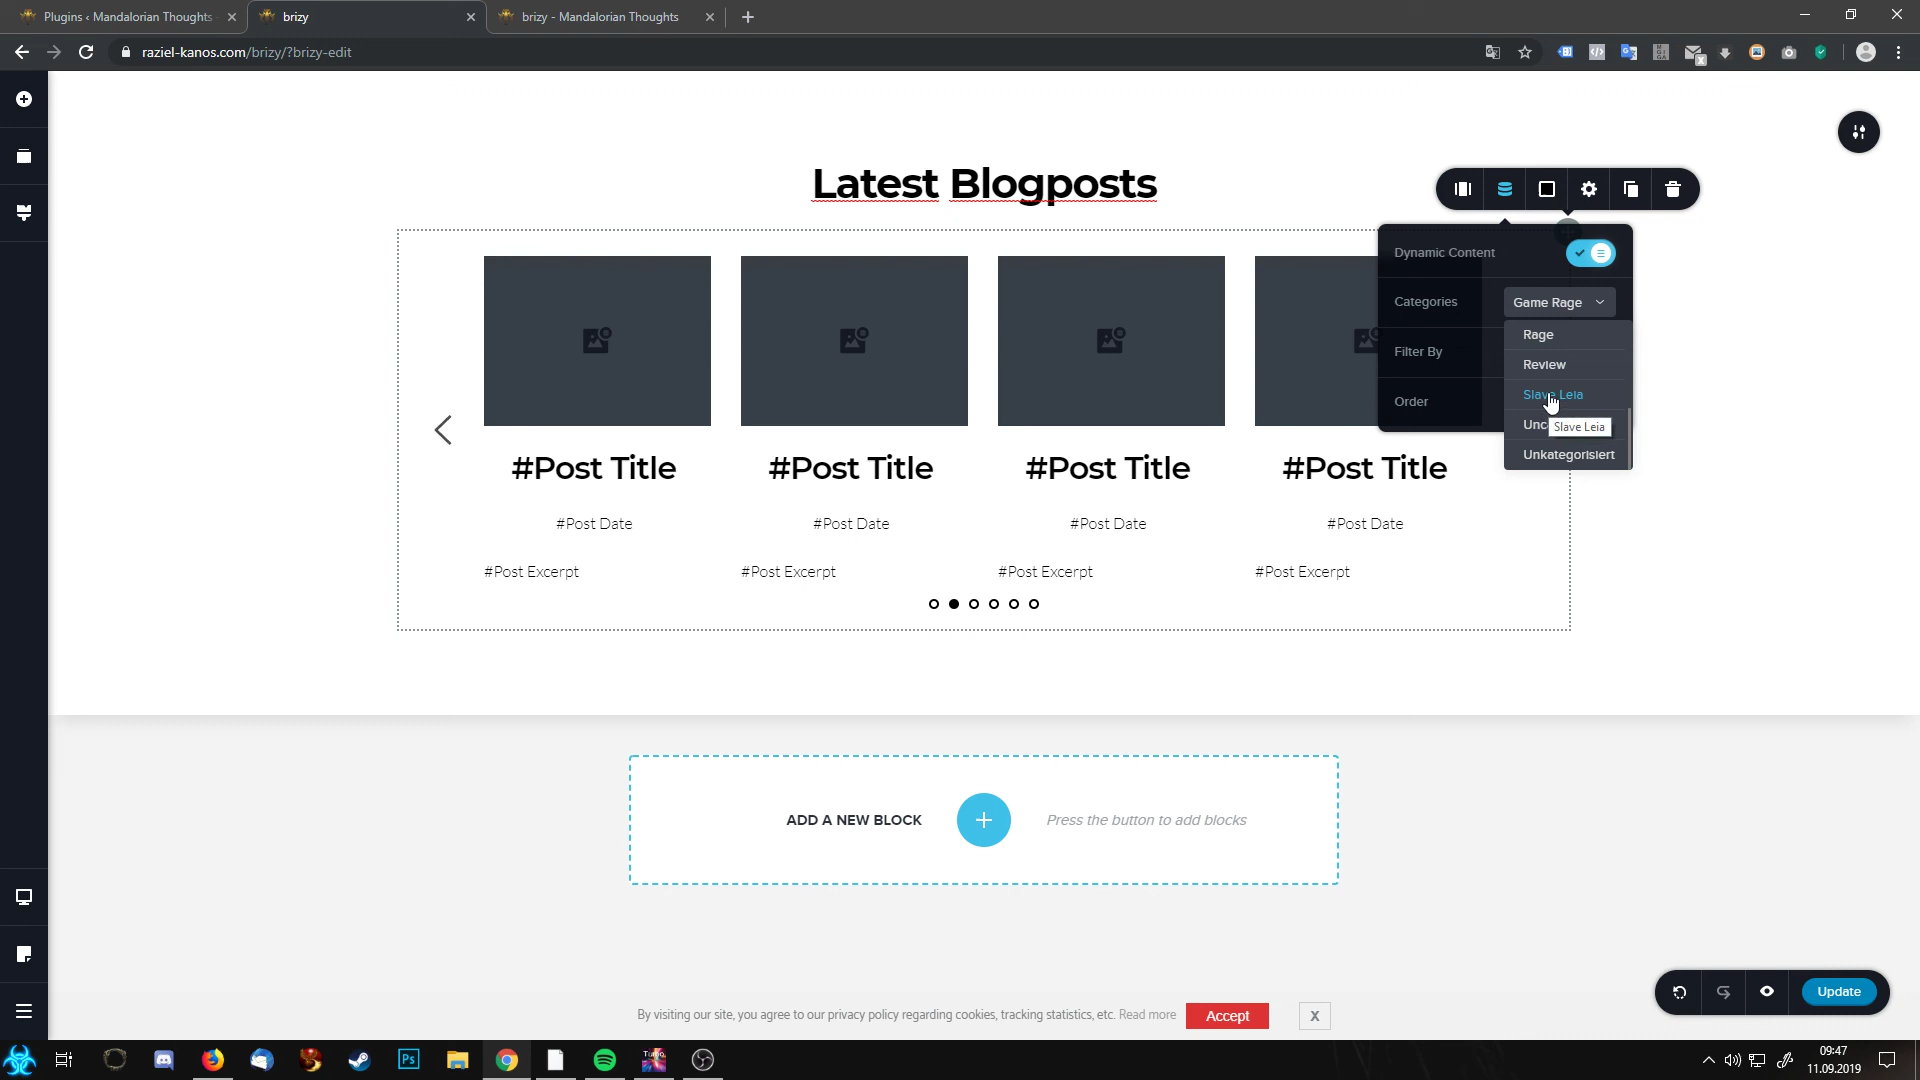 Plugins ‹ Mandalorian Thoughts
brizy
brizy - Mandalorian Thoughts
raziel-kanos.com/brizy/?brizy-edit
Latest Blogposts
Dynamic Content
Categories
Game Rage
Filter By
Order
Rage
Review
Slave Leia
Unc
Slave Leia
Unkategorisiert
#Post Title
#Post Title
#Post Title
#Post Title
#Post Date
#Post Date
#Post Date
#Post Date
#Post Excerpt
#Post Excerpt
#Post Excerpt
#Post Excerpt
ADD A NEW BLOCK
Press the button to add blocks
Update
By visiting our site, you agree to our privacy policy regarding cookies, tracking statistics, etc. Read more
Accept
X
Ps
09:47
11.09.2019